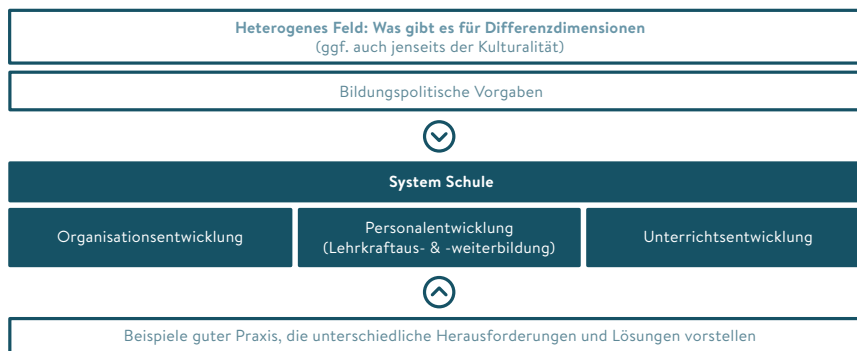 Heterogenes Feld: Was gibt es für Differenzdimensionen
(ggf. auch jenseits der Kulturalität)
Bildungspolitische Vorgaben
System Schule
Organisationsentwicklung
Personalentwicklung
(Lehrkraftaus- & -weiterbildung)
Unterrichtsentwicklung
Beispiele guter Praxis, die unterschiedliche Herausforderungen und Lösungen vorstellen